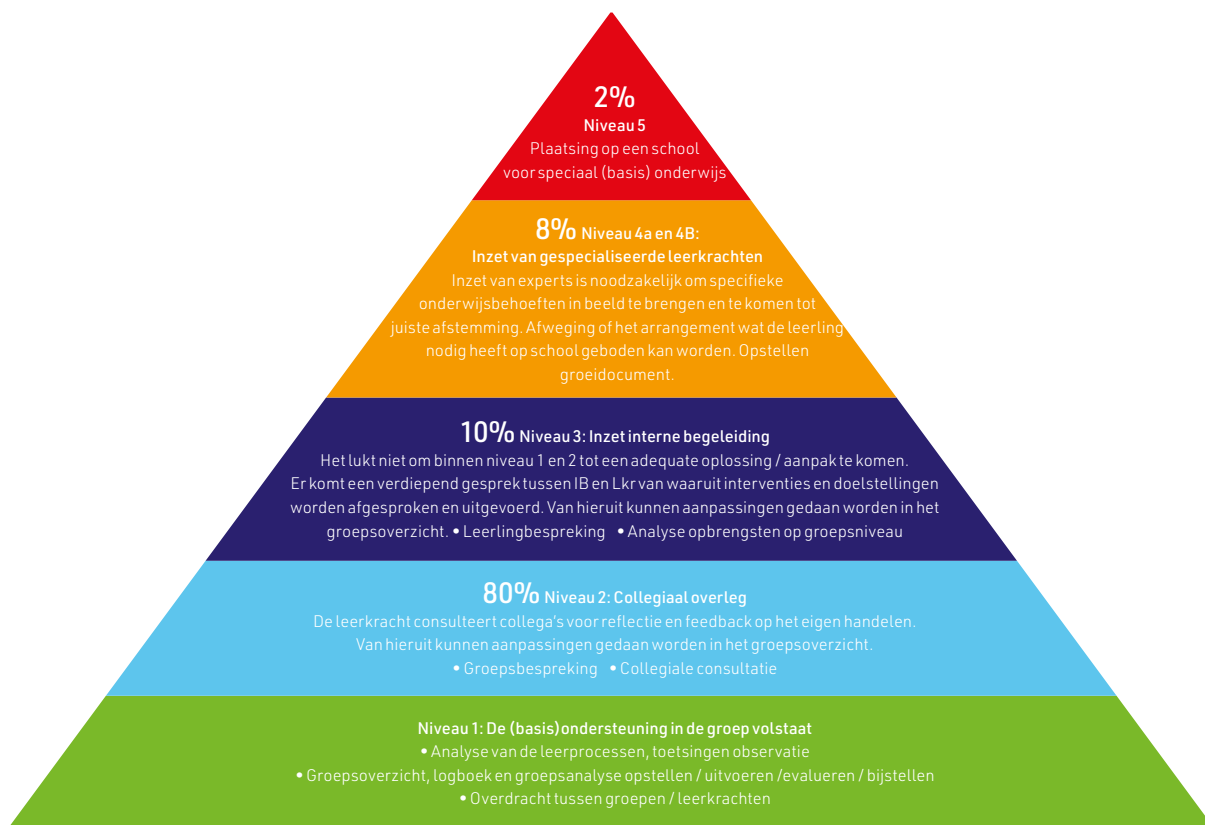 2%
Niveau 5
Plaatsing op een school
voor speciaal (basis) onderwijs
8% Niveau 4a en 4B:
Inzet van gespecialiseerde leerkrachten
Inzet van experts is noodzakelijk om specifieke
onderwijsbehoeften in beeld te brengen en te komen tot
juiste afstemming. Afweging of het arrangement wat de leerling
nodig heeft op school geboden kan worden. Opstellen
groeidocument.
10% Niveau 3: Inzet interne begeleiding
Het lukt niet om binnen niveau 1 en 2 tot een adequate oplossing / aanpak te komen.
Er komt een verdiepend gesprek tussen IB en Lkr van waaruit interventies en doelstellingen
worden afgesproken en uitgevoerd. Van hieruit kunnen aanpassingen gedaan worden in het
groepsoverzicht. • Leerlingbespreking • Analyse opbrengsten op groepsniveau
80% Niveau 2: Collegiaal overleg
De leerkracht consulteert collega's voor reflectie en feedback op het eigen handelen.
Van hieruit kunnen aanpassingen gedaan worden in het groepsoverzicht.
• Groepsbespreking • Collegiale consultatie
Niveau 1: De (basis)ondersteuning in de groep volstaat
• Analyse van de leerprocessen, toetsingen observatie
• Groepsoverzicht, logboek en groepsanalyse opstellen / uitvoeren /evalueren / bijstellen
• Overdracht tussen groepen / leerkrachten